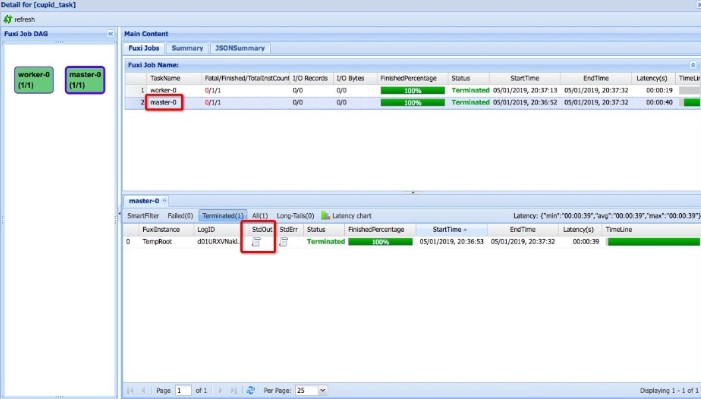 Detail for [cupid_task]
refresh
Fuxi Job DAG
worker-0
(1/1)
master-0
(1/1)
Main Content
Fuxi Jobs Summary JSONSummary
Fuxi Job Name:
TaskName Fatal/Finished/TotalInstCount I/O Records I/O Bytes FinishedPercentage Status StartTime EndTime Latency(s) TimeLi
1 worker-0 0/1/1 0/0 0/0 100% Terminated 05/01/2019, 20:37:13 05/01/2019, 20:37:32 00:00:19
2 master-0 0/1/1 0/0 0/0 100% Terminated 05/01/2019, 20:36:52 05/01/2019, 20:37:32 00:00:40
master-0
SmartFilter Failed(0) Terminated(1) All(1) Long-Tails(0) Latency chart Latency: {"min":"00:00:39","avg":"00:00:39","max":"00:00:39"}
FuxiInstance LogID StdOut StdErr Status FinishedPercentage StartTime EndTime Latency(s) TimeLine
0 TempRoot d01URXVNakl. Terminated 100% 05/01/2019, 20:36:53 05/01/2019, 20:37:32 00:00:39
Page 1 of 1 Per Page: 25 Displaying 1 - 1 of 1